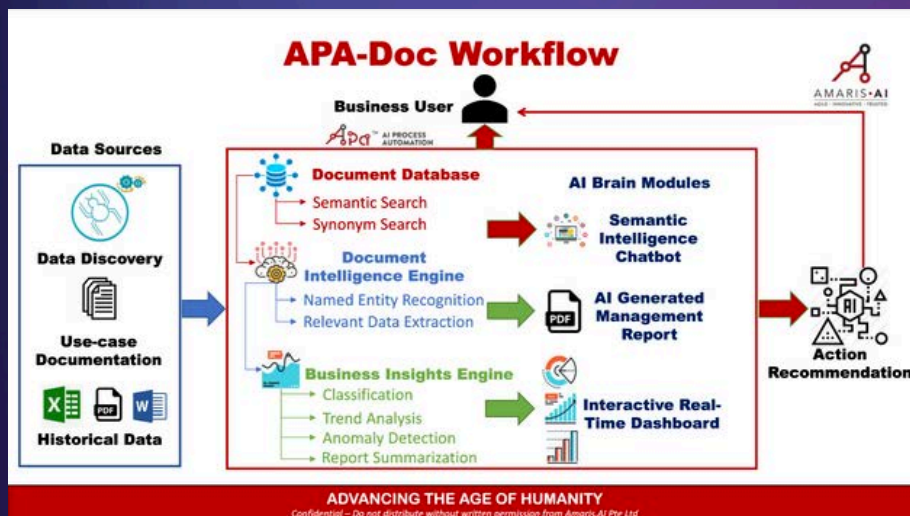 APA-Doc Workflow
AMARIS·AI
AGILE · INNOVATIVE · TRUSTED
Business User
Apa™ AI PROCESS
AUTOMATION
Data Sources
Data Discovery
Use-case
Documentation
X
PDF
W
Historical Data
Document Database
Semantic Search
Synonym Search
Document
Intelligence Engine
Named Entity Recognition
Relevant Data Extraction
Business Insights Engine
Classification
Trend Analysis
Anomaly Detection
Report Summarization
AI Brain Modules
Semantic
Intelligence
Chatbot
PDF
AI Generated
Management
Report
Interactive Real-
Time Dashboard
AI
Action
Recommendation
ADVANCING THE AGE OF HUMANITY
Confidential – Do not distribute without written permission from Amaris.AI Pte Ltd